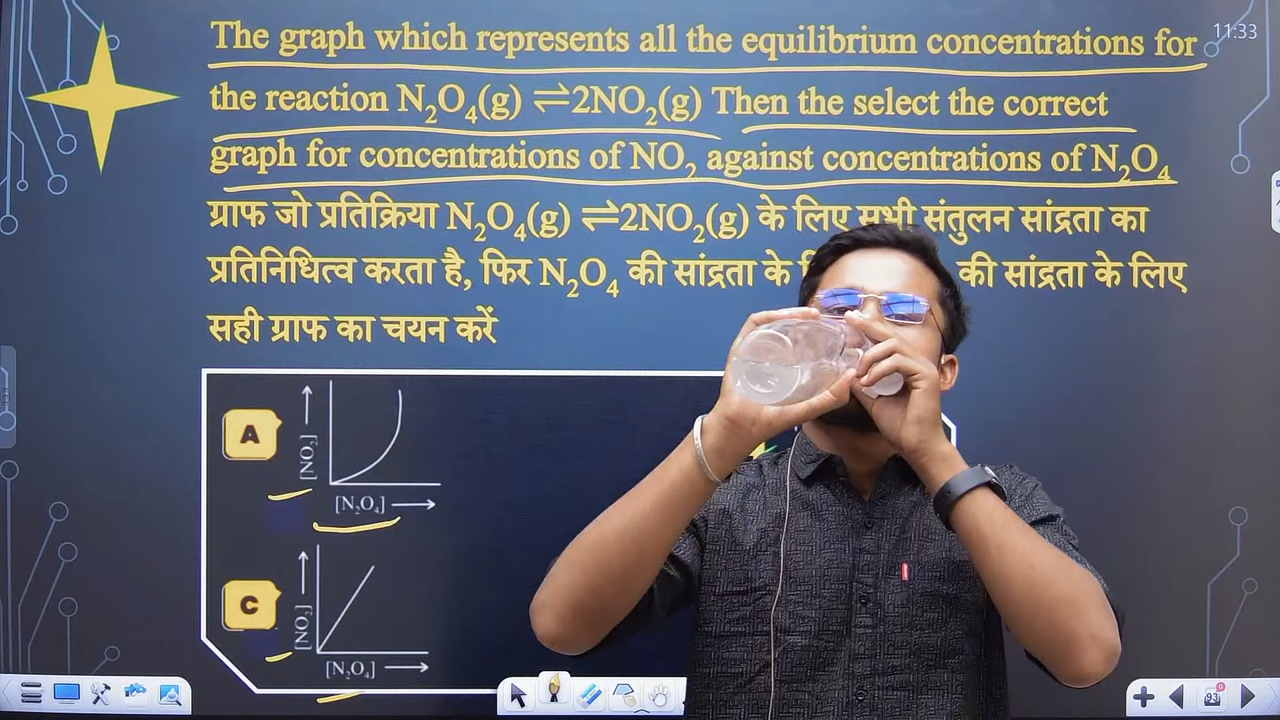 The graph which represents all the equilibrium concentrations for
11:33
the reaction N₂O₄(g) ⇌2NO₂(g) Then the select the correct
graph for concentrations of NO₂ against concentrations of N₂O₄
ग्राफ जो प्रतिक्रिया N₂O₄(g) ⇌2NO₂(g) के लिए सभी संतुलन सांद्रता का
प्रतिनिधित्व करता है, फिर N₂O₄ की सांद्रता के की सांद्रता के लिए
सही ग्राफ का चयन करें
A
[NO₂]
[N₂O₄]
C
[NO₂]
[N₂O₄]
93